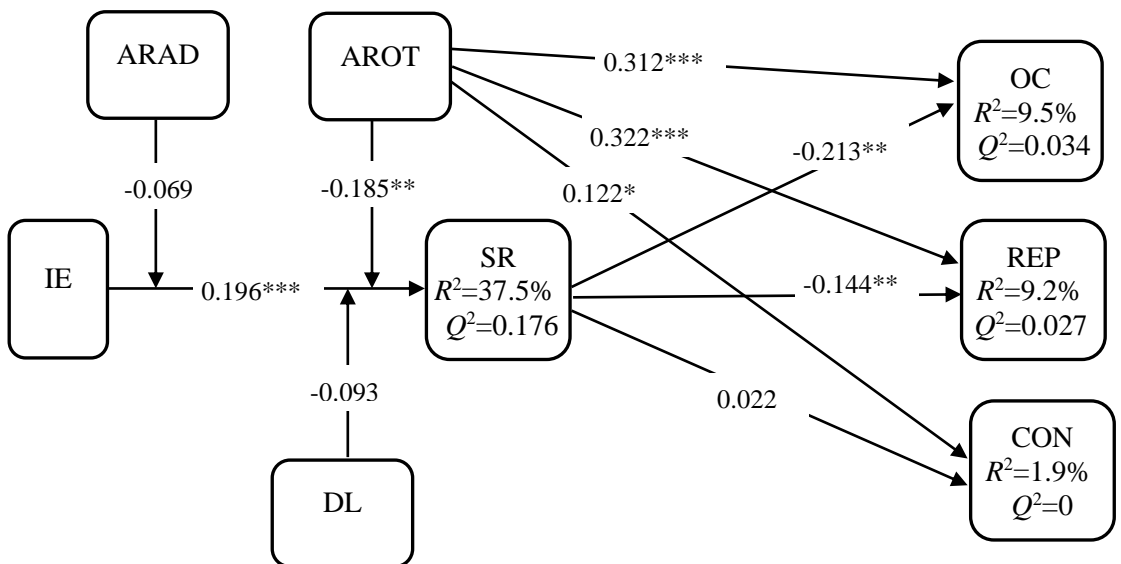 ARAD
AROT
0.312***
OC
R²=9.5%
Q²=0.034
0.322***
-0.213**
-0.069
-0.185**
0.122*
IE
0.196***
SR
R²=37.5%
Q²=0.176
-0.144**
REP
R²=9.2%
Q²=0.027
-0.093
0.022
CON
R²=1.9%
Q²=0
DL